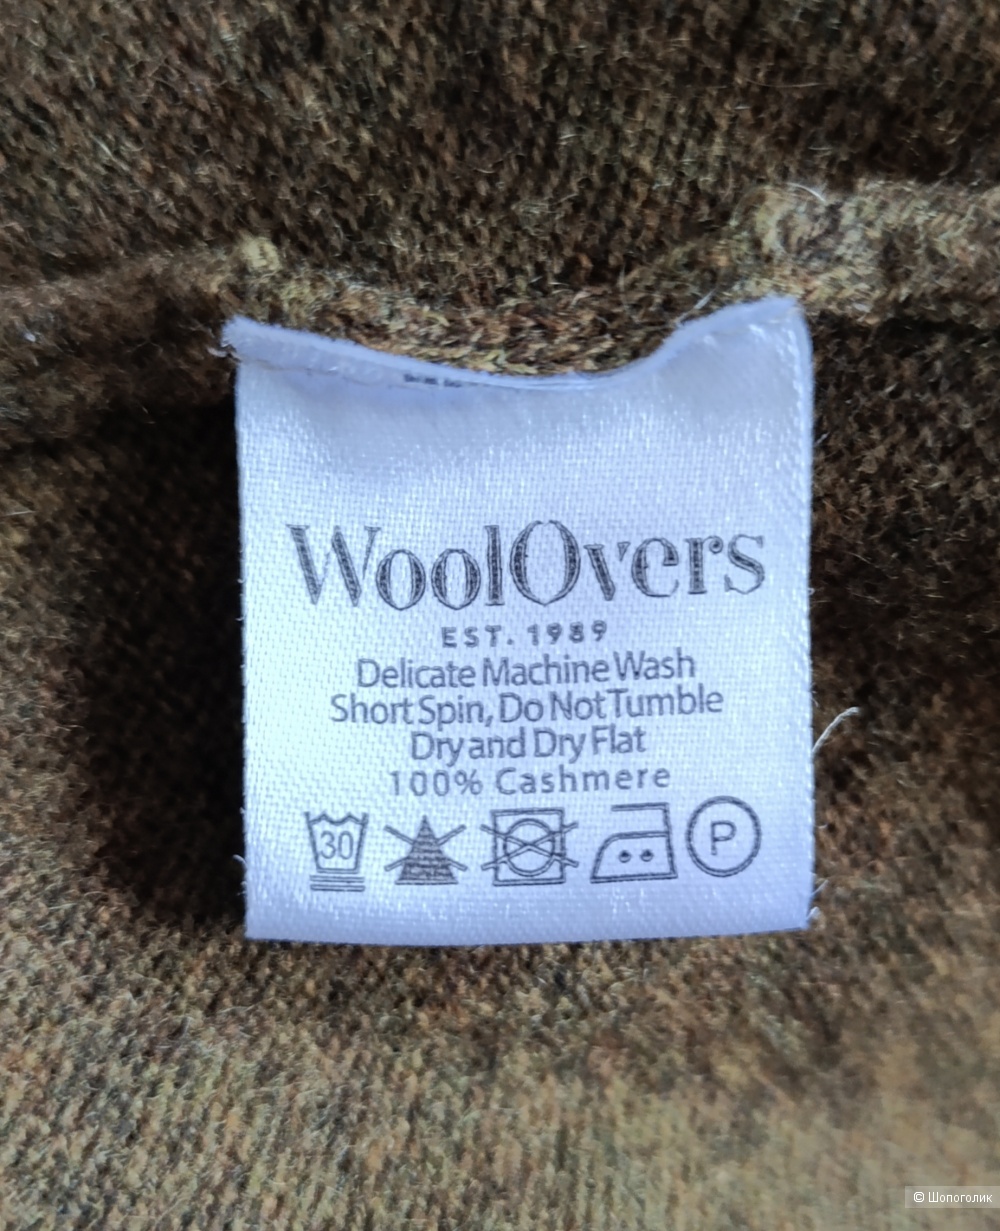 WoolOvers
EST. 1989
Delicate Machine Wash
Short Spin, Do Not Tumble
Dry and Dry Flat
100% Cashmere
30 P
© Шопоголик